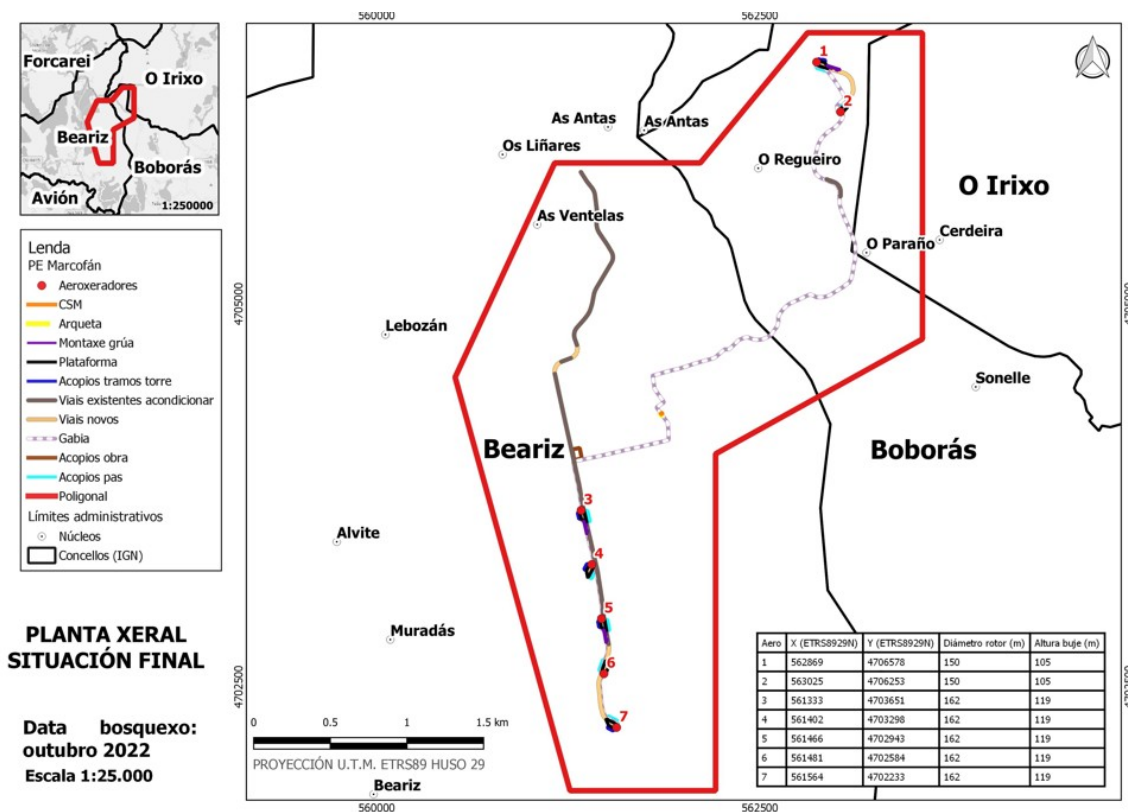 560000
562500
Forcarei
O Irixo
Beariz
Boborás
Avión
1:250000
Lenda
PE Marcofán
Aeroxeradores
CSM
Arqueta
Montaxe grúa
Plataforma
Acopios tramos torre
Viais existentes acondicionar
Viais novos
Gabia
Acopios obra
Acopios pas
Poligonal
Límites administrativos
Núcleos
Concellos (IGN)
PLANTA XERAL
SITUACIÓN FINAL
Data bosquexo:
outubro 2022
Escala 1:25.000
1
2
As Antas
As Antas
Os Liñares
O Regueiro
O Irixo
As Ventelas
O Paraño
Cerdeira
4705000
4705000
Lebozán
Sonelle
Beariz
Boborás
3
Alvite
4
5
Muradás
6
7
4702500
4702500
0 0.5 1 1.5 km
PROYECCIÓN U.T.M. ETRS89 HUSO 29
Beariz
Aero X (ETRS8929N) Y (ETRS8929N) Diámetro rotor (m) Altura buje (m)
1 562869 4706578 150 105
2 563025 4706253 150 105
3 561333 4703651 162 119
4 561402 4703298 162 119
5 561466 4702943 162 119
6 561481 4702584 162 119
7 561564 4702233 162 119
560000
562500